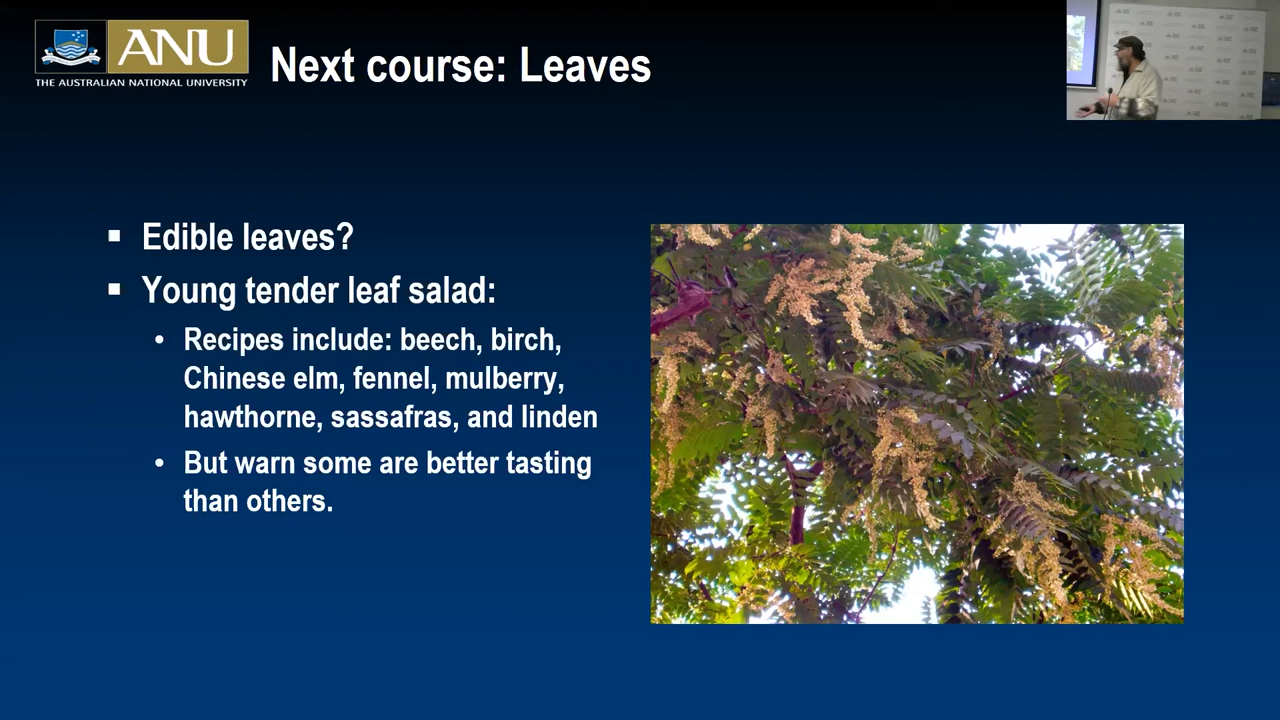 ANU
THE AUSTRALIAN NATIONAL UNIVERSITY
Next course: Leaves
Edible leaves?
Young tender leaf salad:
Recipes include: beech, birch,
Chinese elm, fennel, mulberry,
hawthorne, sassafras, and linden
But warn some are better tasting
than others.